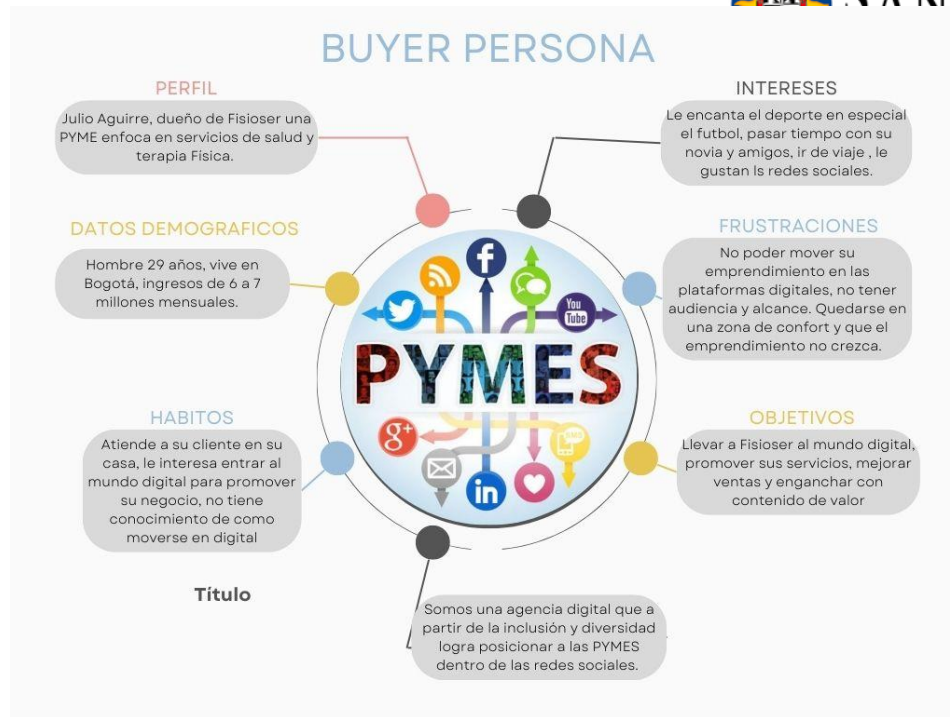 BUYER PERSONA
PERFIL
Julio Aguirre, dueño de Fisioser una
PYME enfoca en servicios de salud y
terapia Física.
DATOS DEMOGRAFICOS
Hombre 29 años, vive en
Bogotá, ingresos de 6 a 7
millones mensuales.
HABITOS
Atiende a su cliente en su
casa, le interesa entrar al
mundo digital para promover
su negocio, no tiene
conocimiento de como
moverse en digital
Título
INTERESES
Le encanta el deporte en especial
el futbol, pasar tiempo con su
novia y amigos, ir de viaje , le
gustan ls redes sociales.
FRUSTRACIONES
No poder mover su
emprendimiento en las
plataformas digitales, no tener
audiencia y alcance. Quedarse en
una zona de confort y que el
emprendimiento no crezca.
OBJETIVOS
Llevar a Fisioser al mundo digital,
promover sus servicios, mejorar
ventas y enganchar con
contenido de valor
Somos una agencia digital que a
partir de la inclusión y diversidad
logra posicionar a las PYMES
dentro de las redes sociales.
f
You
Tube
PYMES
g+
SMS
in